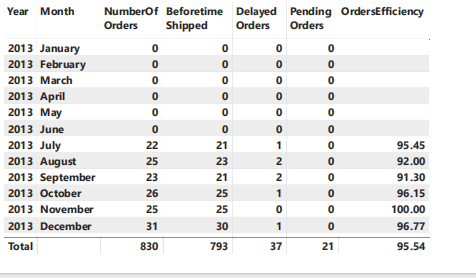 Year Month NumberOf Beforetime Delayed Pending OrdersEfficiency
Orders Shipped Orders Orders
2013 January 0 0 0 0
2013 February 0 0 0 0
2013 March 0 0 0 0
2013 April 0 0 0 0
2013 May 0 0 0 0
2013 June 0 0 0 0
2013 July 22 21 1 0 95.45
2013 August 25 23 2 0 92.00
2013 September 23 21 2 0 91.30
2013 October 26 25 1 0 96.15
2013 November 25 25 0 0 100.00
2013 December 31 30 1 0 96.77
Total 830 793 37 21 95.54